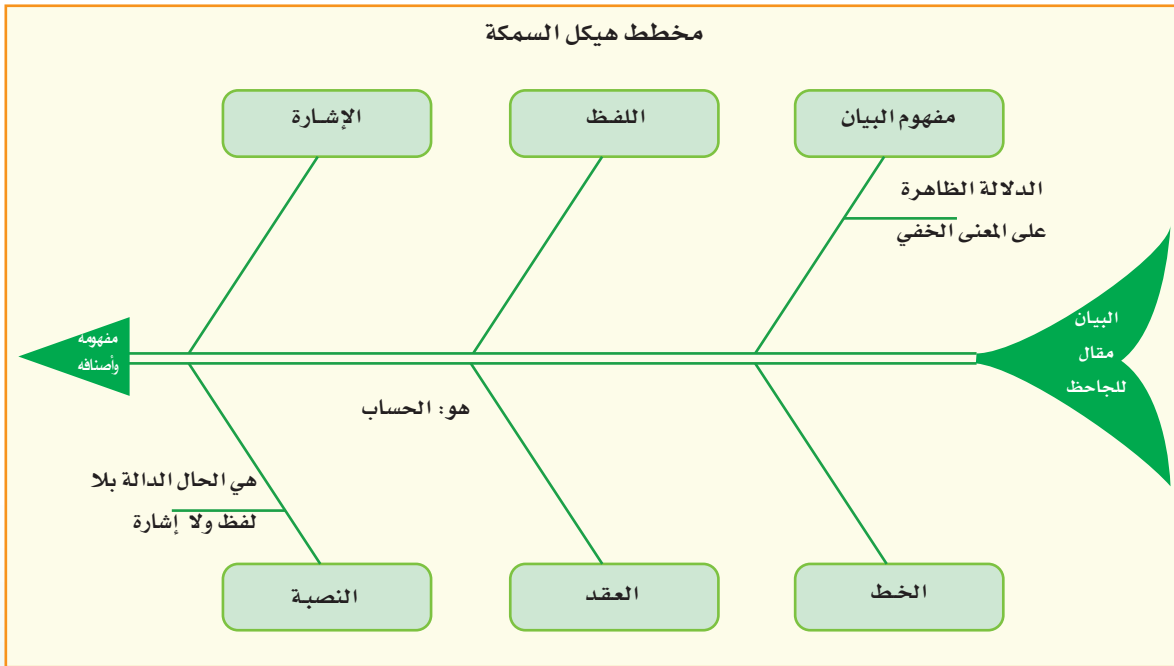 مخطط هيكل السمكة
مفهوم البيان
اللفظ
الإشارة
الدلالة الظاهرة
على المعنى الخفي
البيان
مقال
للجاحظ
مفهومه
وأصنافه
هو: الحساب
هي الحال الدالة بلا
لفظ ولا إشارة
الخط
العقد
النصبة